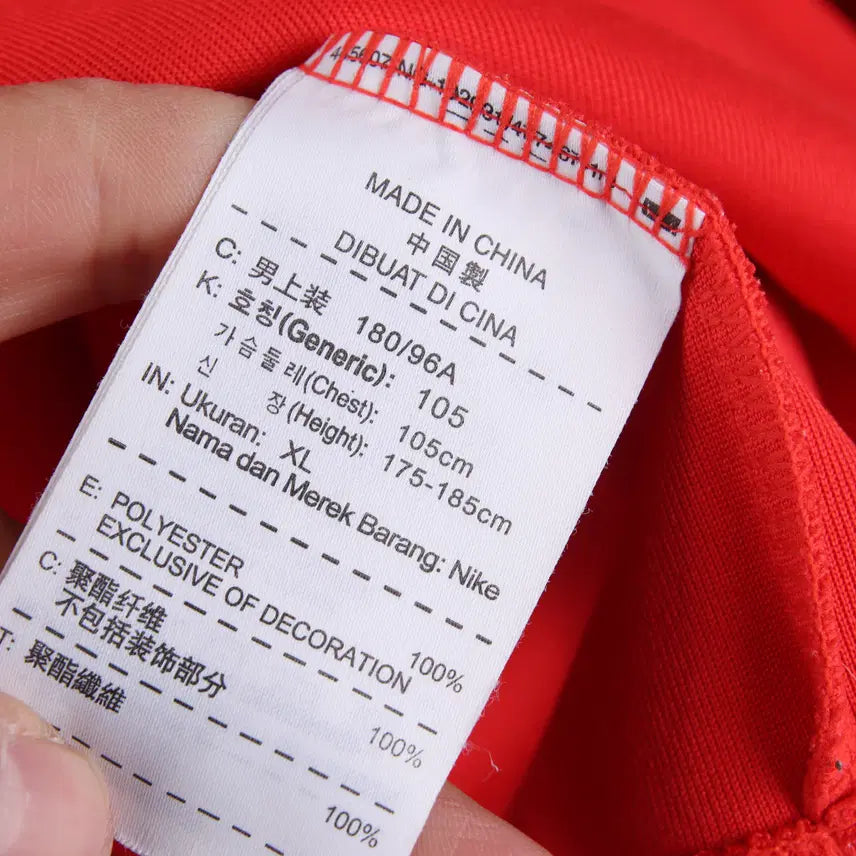 MADE IN CHINA
中国製
DIBUAT DI CINA
C: 男上装 180/96A
K: 호칭(Generic): 105
가슴둘레(Chest): 105cm
신 장(Height): 175-185cm
IN: Ukuran: XL
Nama dan Merek Barang: Nike
E: POLYESTER 100%
EXCLUSIVE OF DECORATION
C: 聚酯纤维 100%
不包括装饰部分
T: 聚酯纖維 100%